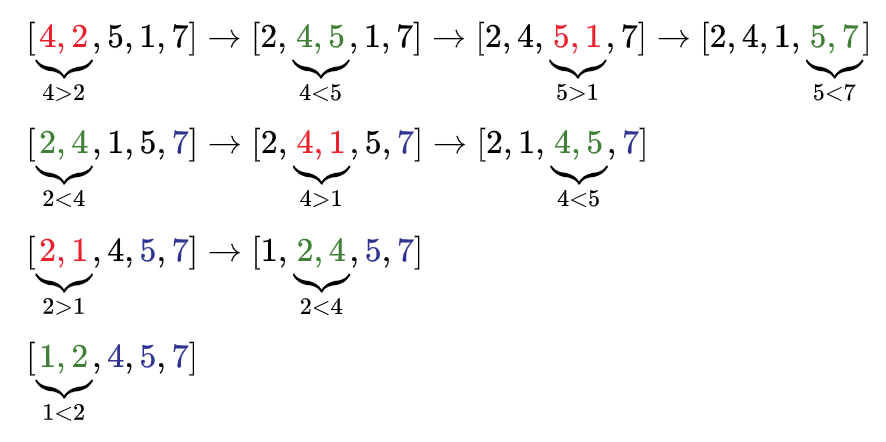 [4, 2, 5, 1, 7] → [2, 4, 5, 1, 7] → [2, 4, 5, 1, 7] → [2, 4, 1, 5, 7]
4>2 4<5 5>1 5<7
[2, 4, 1, 5, 7] → [2, 4, 1, 5, 7] → [2, 1, 4, 5, 7]
2<4 4>1 4<5
[2, 1, 4, 5, 7] → [1, 2, 4, 5, 7]
2>1 2<4
[1, 2, 4, 5, 7]
1<2